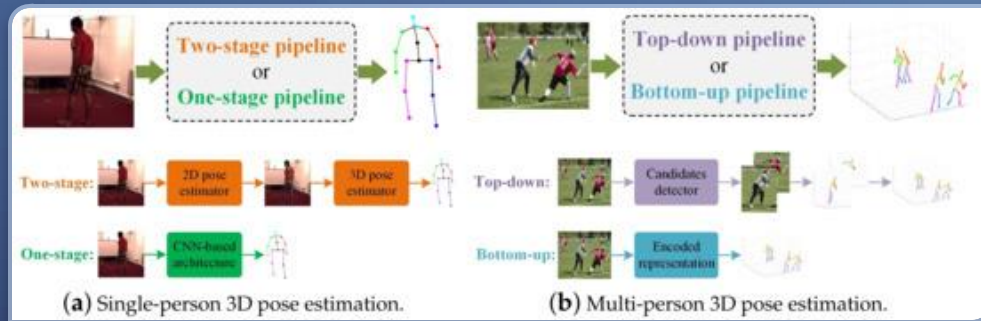 Two-stage pipeline
or
One-stage pipeline
Two-stage:
2D pose
estimator
3D pose
estimator
One-stage:
CNN-based
architecture
(a) Single-person 3D pose estimation.
Top-down pipeline
or
Bottom-up pipeline
Top-down:
Candidates
detector
Bottom-up:
Encoded
representation
(b) Multi-person 3D pose estimation.